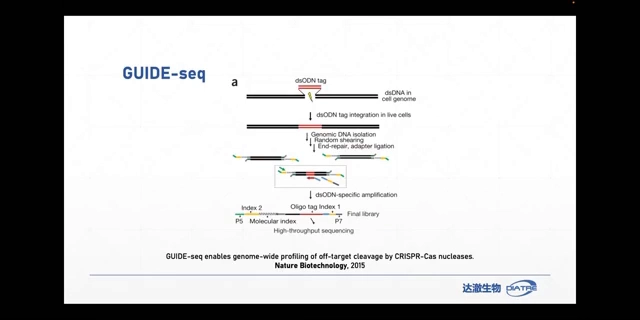 GUIDE-seq
a
dsODN tag
dsDNA in
cell genome
dsODN tag integration in live cells
Genomic DNA isolation
Random shearing
End-repair, adapter ligation
dsODN-specific amplification
Index 2
Oligo tag Index 1
Final library
P5
Molecular index
P7
High-throughput sequencing
GUIDE-seq enables genome-wide profiling of off-target cleavage by CRISPR-Cas nucleases.
Nature Biotechnology, 2015
达澈生物
DIATRE